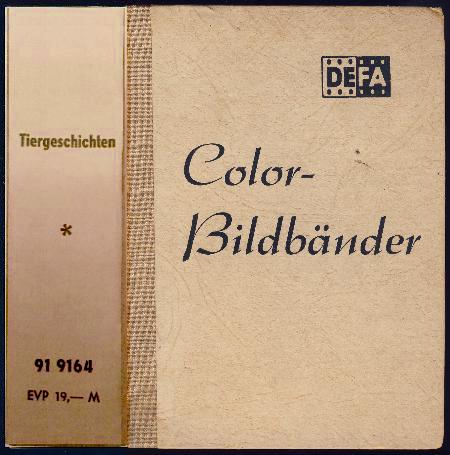 Tiergeschichten
*
91 9164
EVP 19,— M
DEFA
Color-
Bildbänder